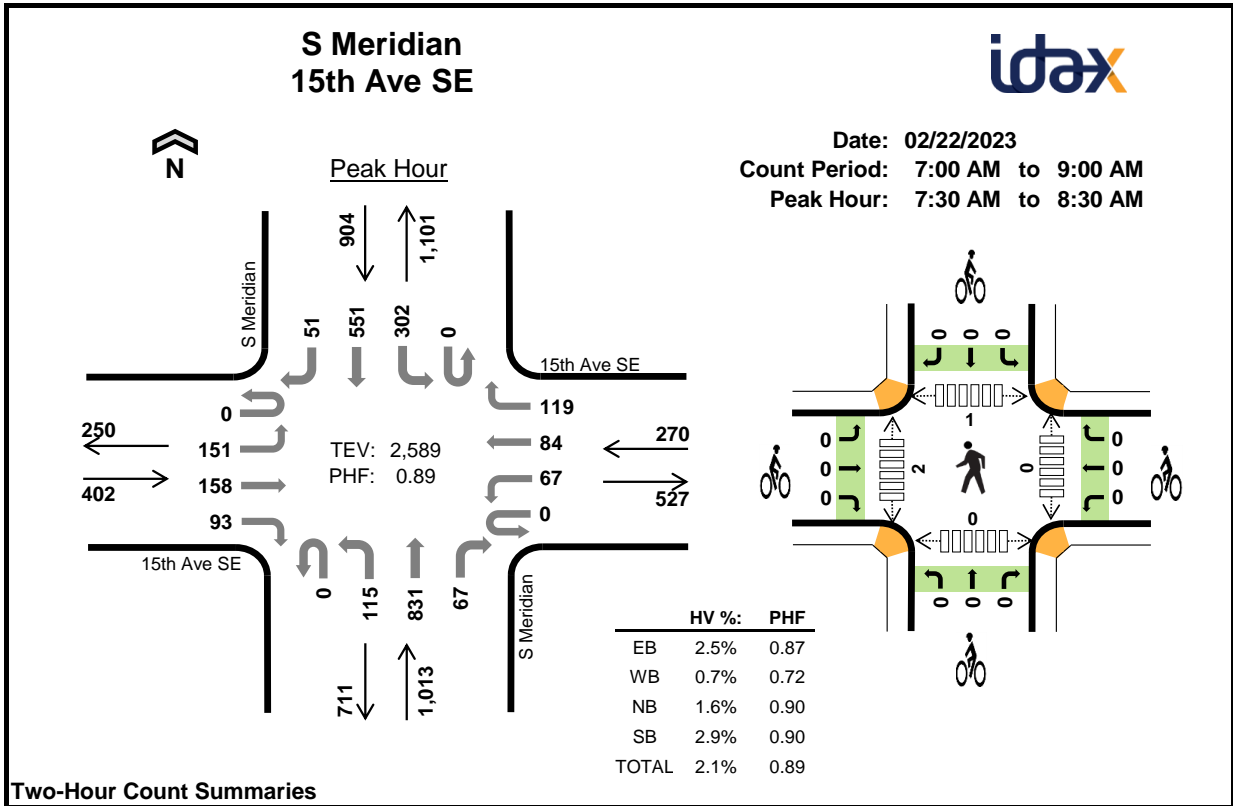 S Meridian
15th Ave SE
idax
N
Peak Hour
Date: 02/22/2023
Count Period: 7:00 AM to 9:00 AM
Peak Hour: 7:30 AM to 8:30 AM
904
1,101
S Meridian
51
551
302
0
15th Ave SE
0
151
158
93
250
402
TEV: 2,589
PHF: 0.89
119
84
67
0
270
527
15th Ave SE
0
115
831
67
S Meridian
711
1,013
0 0 0
1
0
0
0
2
0
0
0
0
0
0 0 0
HV %: PHF
EB 2.5% 0.87
WB 0.7% 0.72
NB 1.6% 0.90
SB 2.9% 0.90
TOTAL 2.1% 0.89
Two-Hour Count Summaries